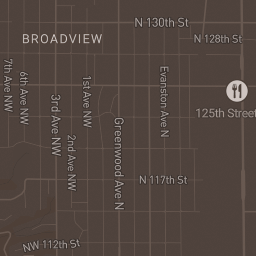 N 130th St
BROADVIEW
N 128th St
7th Ave NW
6th Ave NW
3rd Ave NW
1st Ave NW
2nd Ave NW
Greenwood Ave N
Evanston Ave N
125th Street
N 117th St
NW 112th St